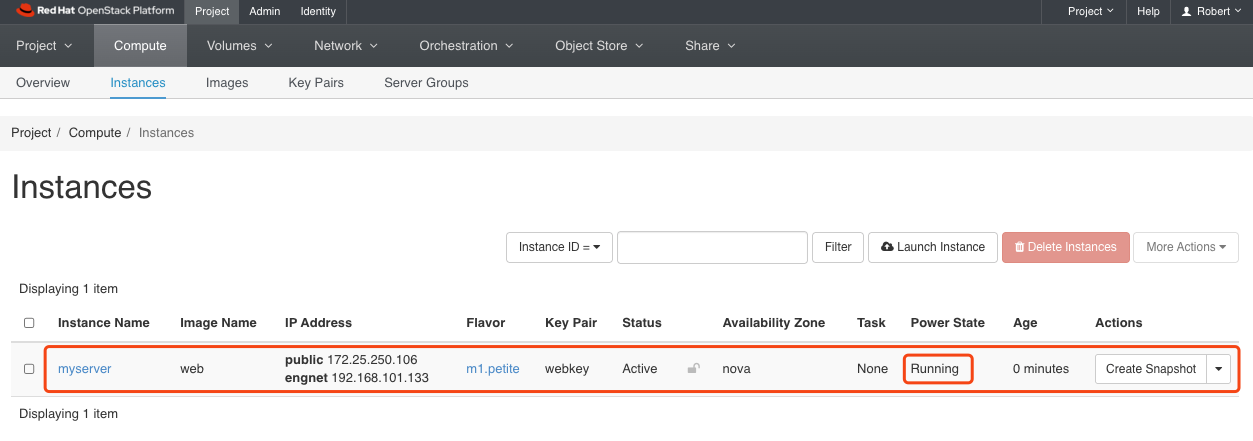 Red Hat OpenStack Platform Project Admin Identity Project Help Robert
Project Compute Volumes Network Orchestration Object Store Share
Overview Instances Images Key Pairs Server Groups
Project / Compute / Instances
Instances
Instance ID = Filter Launch Instance Delete Instances More Actions
Displaying 1 item
Instance Name Image Name IP Address Flavor Key Pair Status Availability Zone Task Power State Age Actions
myserver web public 172.25.250.106 m1.petite webkey Active nova None Running 0 minutes Create Snapshot
engnet 192.168.101.133
Displaying 1 item